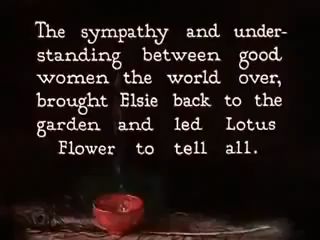 The sympathy and under-
standing between good
women the world over,
brought Elsie back to the
garden and led Lotus
Flower to tell all.